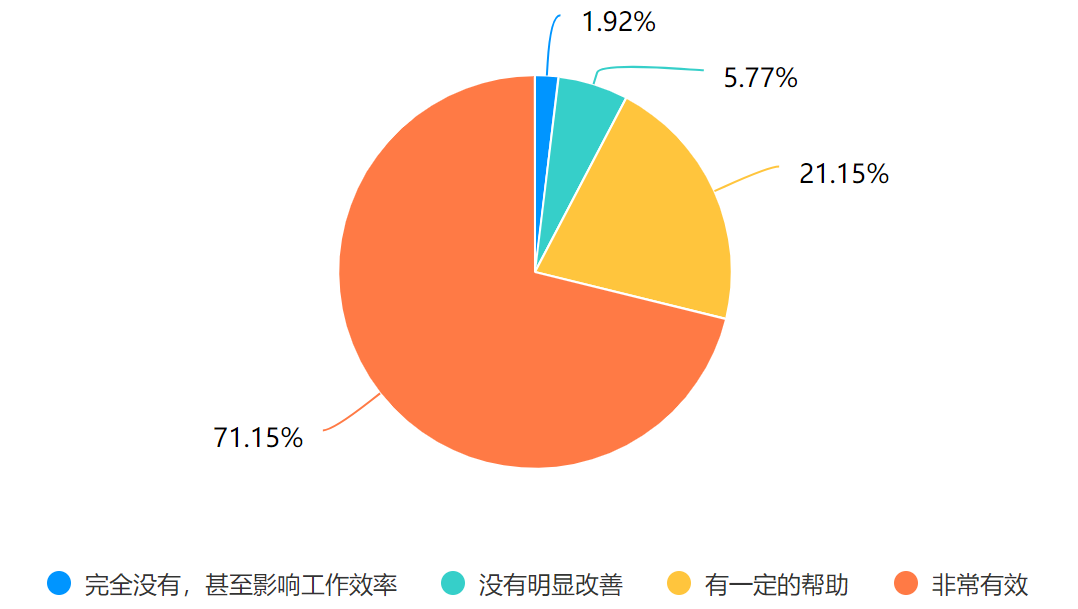 1.92%
5.77%
21.15%
71.15%
完全没有，甚至影响工作效率 没有明显改善 有一定的帮助 非常有效